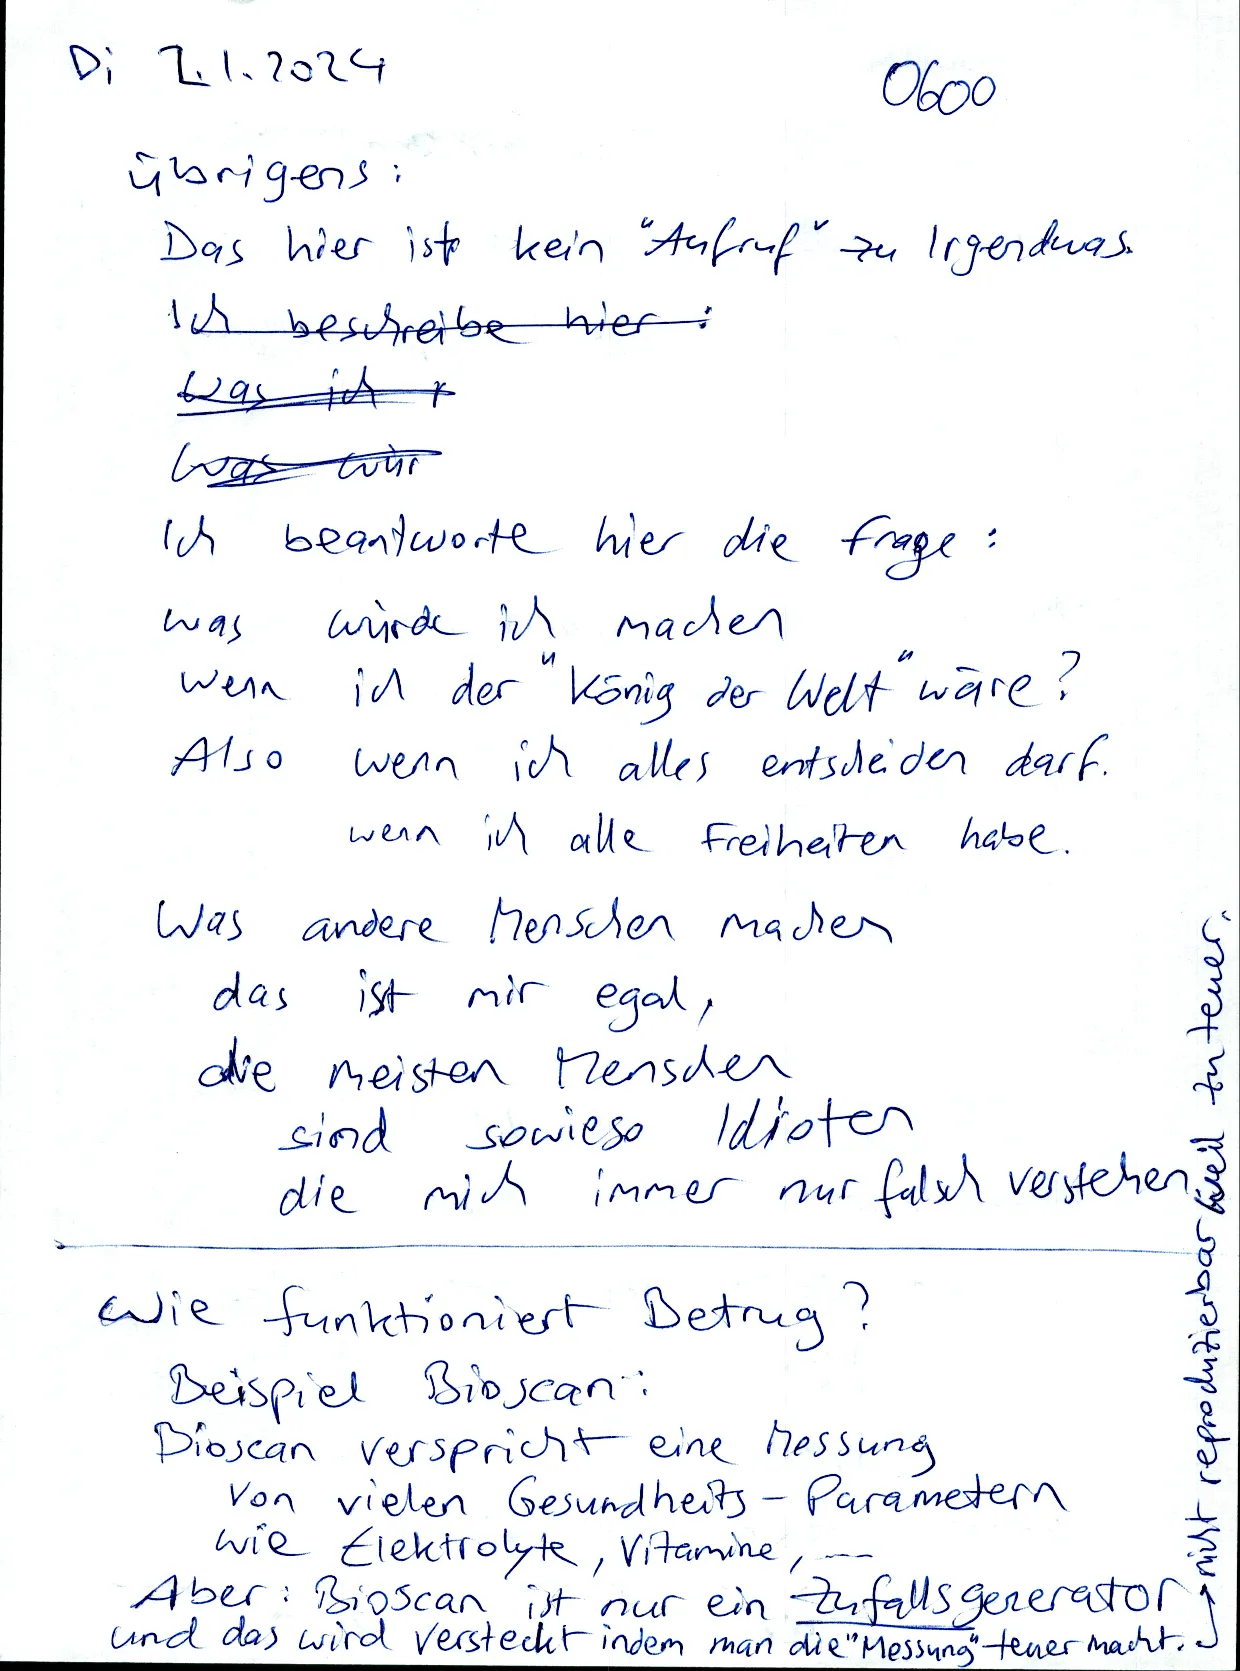 Di 2.1.2024
0600
übrigens:
Das hier ist kein "Aufruf" zu Irgendwas.
Ich beschreibe hier:
Was ich
Was wür
Ich beantworte hier die Frage:
was würde ich machen
wenn ich der "König der Welt" wäre?
Also wenn ich alles entscheiden darf.
wenn ich alle Freiheiten habe.
Was andere Menschen machen
das ist mir egal,
die meisten Menschen
sind sowieso Idioten
die mich immer nur falsch verstehen
Wie funktioniert Betrug?
Beispiel Bioscan:
Bioscan verspricht eine Messung
von vielen Gesundheits-Parametern
wie Elektrolyte, Vitamine, ...
Aber: Bioscan ist nur ein Zufallsgenerator
und das wird versteckt indem man die "Messung" teuer macht.
→ nicht reproduzierbar weil zu teuer.